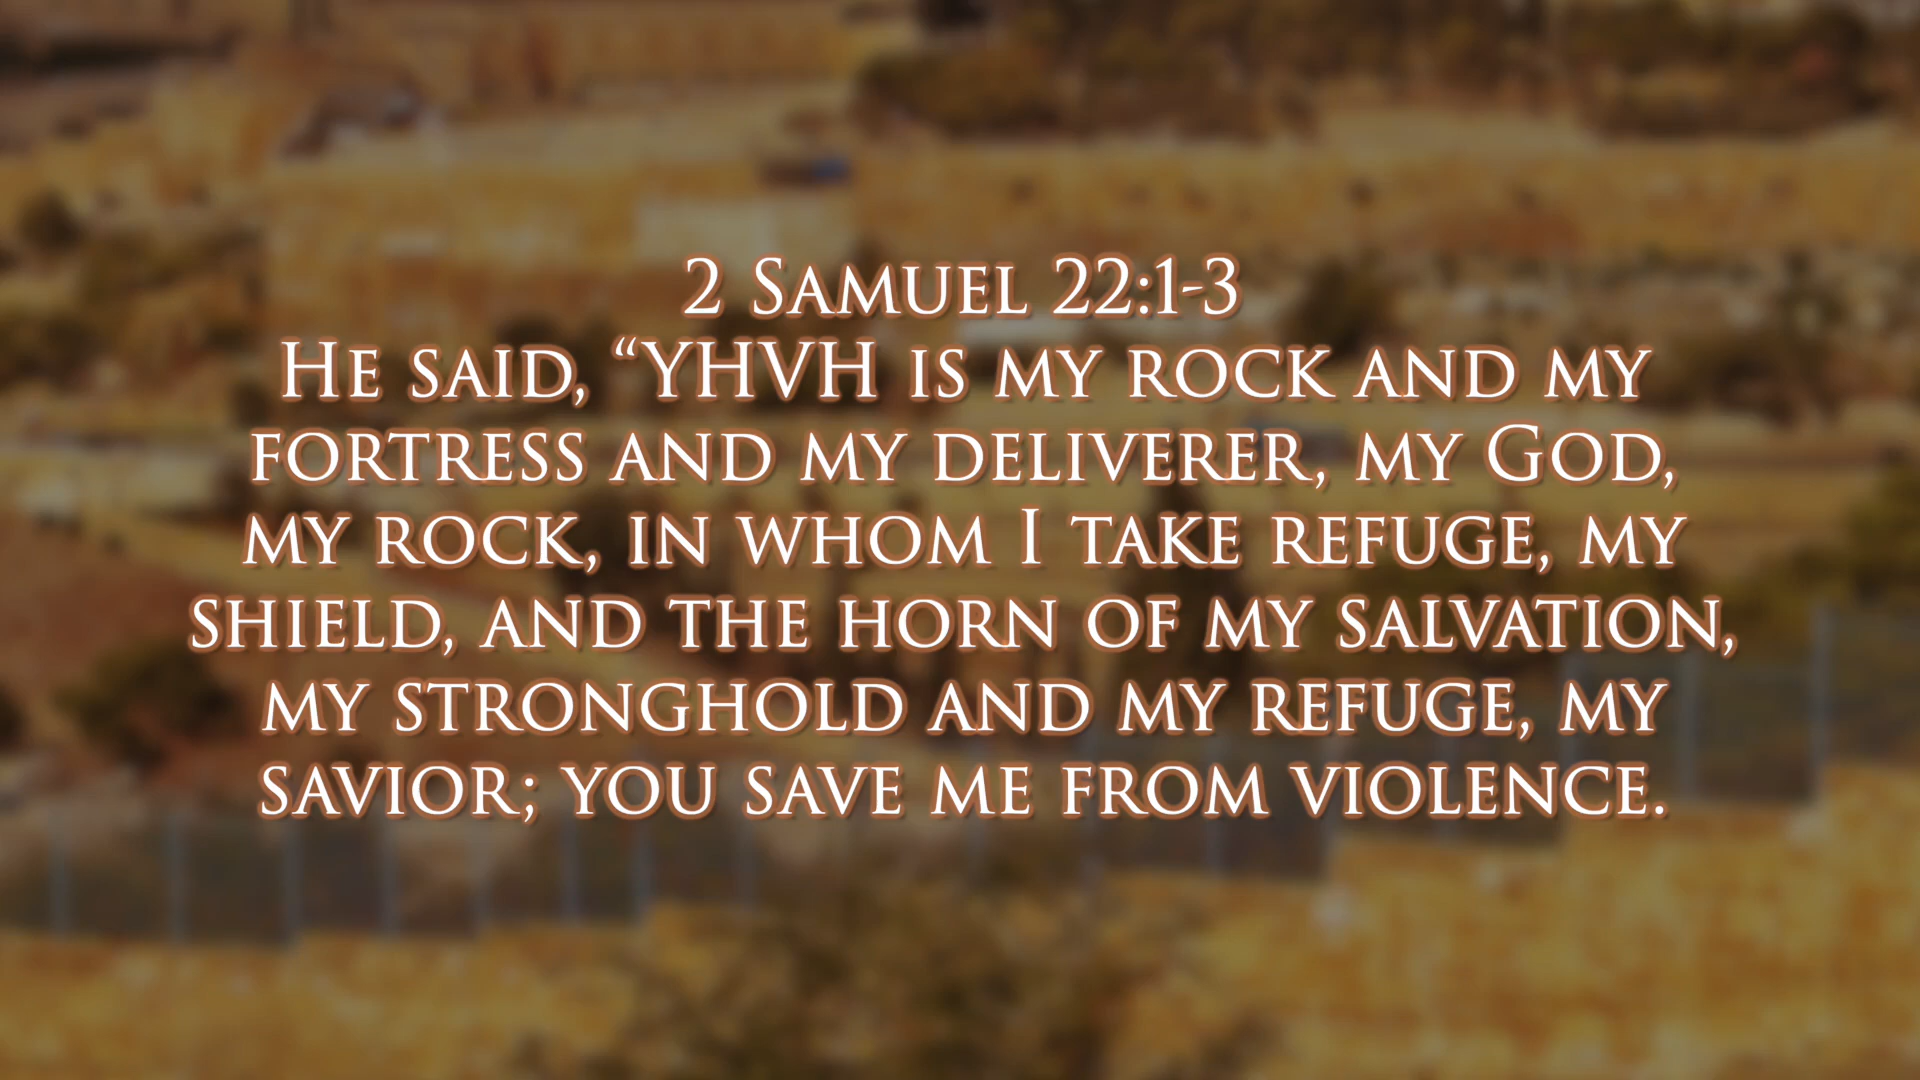 2 Samuel 22:1-3
He said, “YHVH is my rock and my
fortress and my deliverer, my God,
my rock, in whom I take refuge, my
shield, and the horn of my salvation,
my stronghold and my refuge, my
savior; you save me from violence.